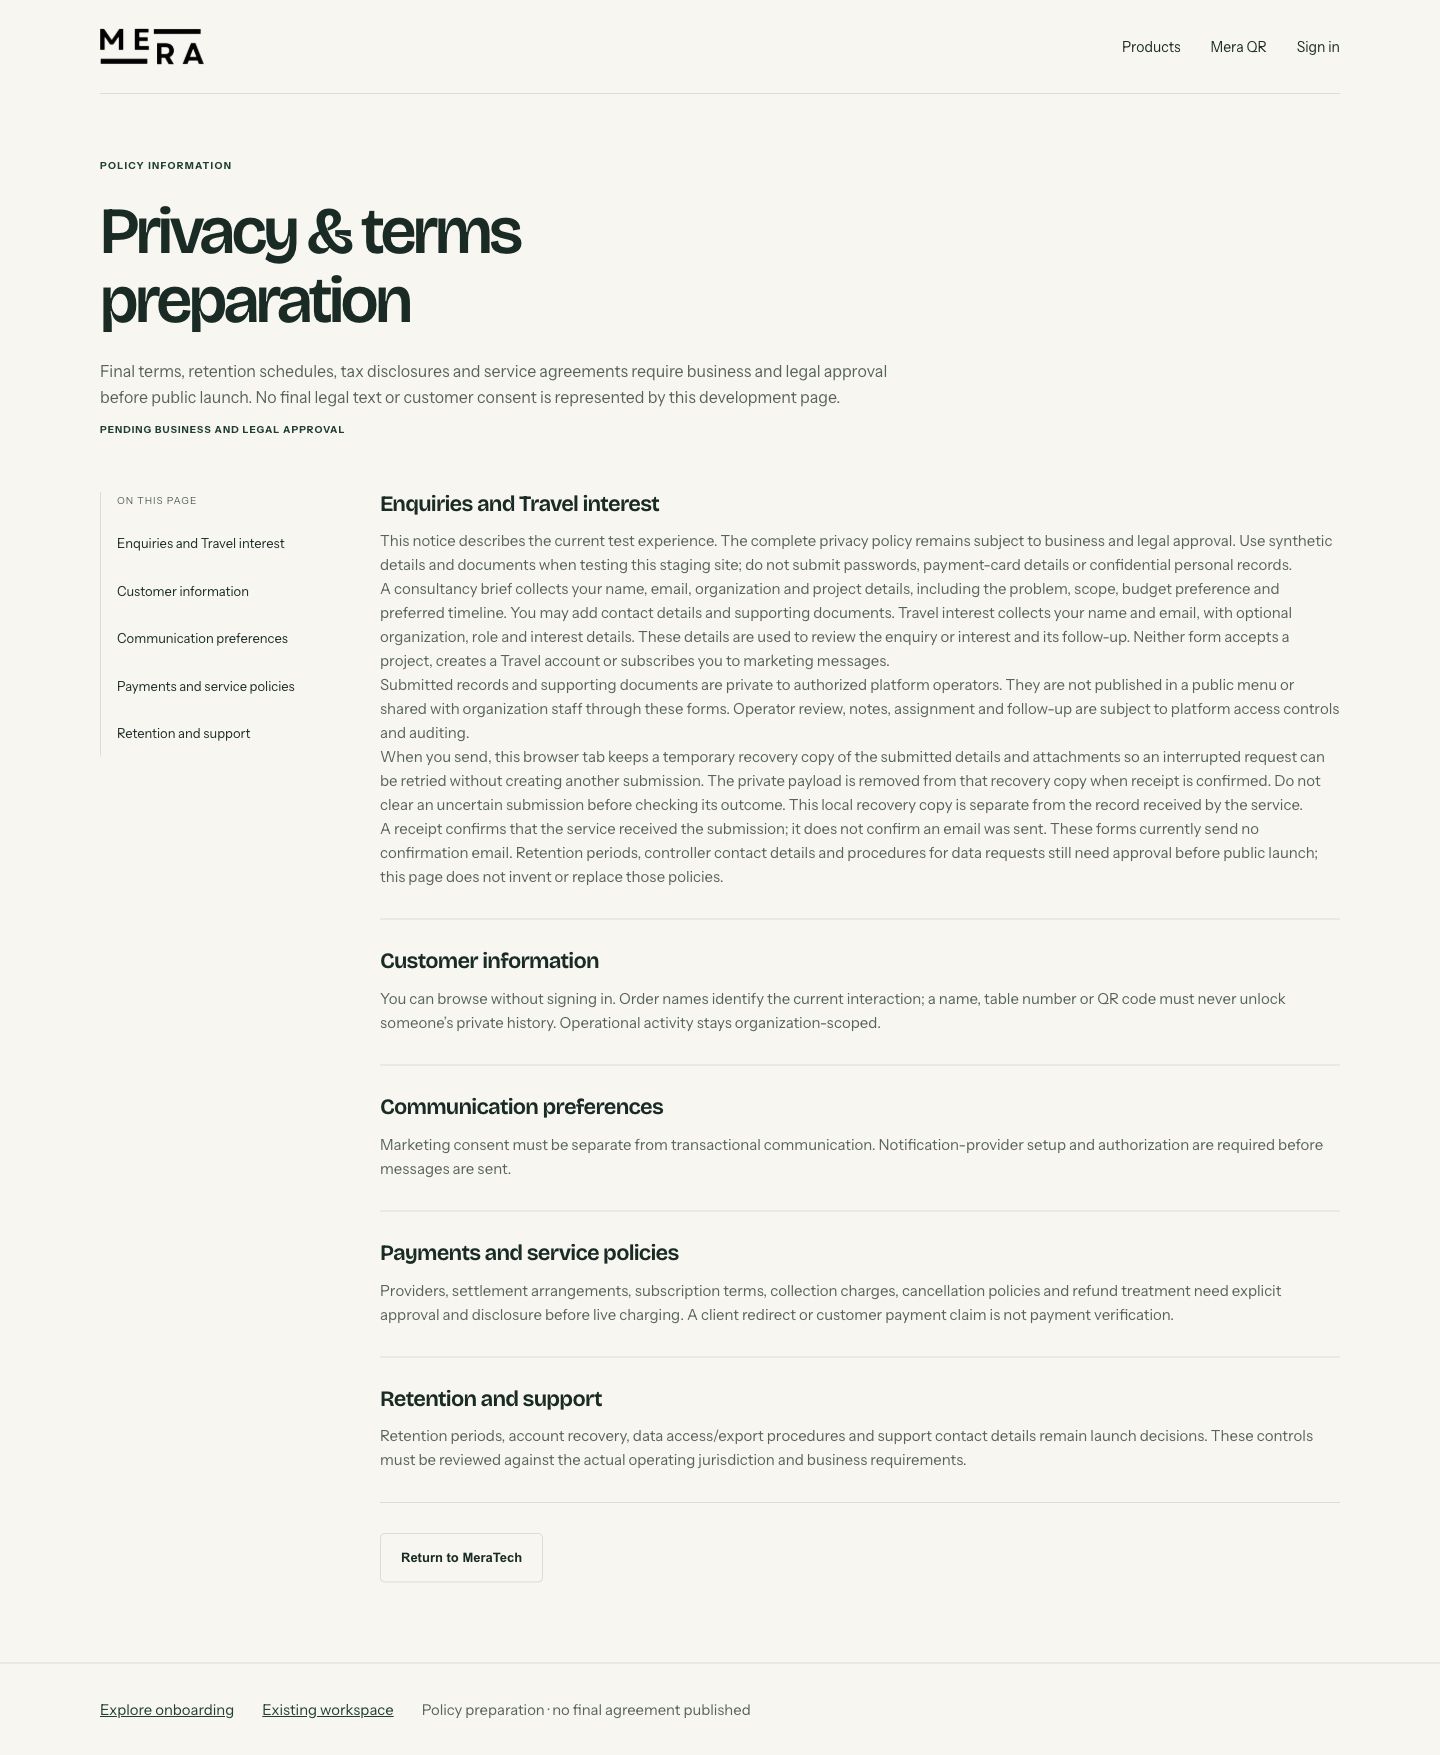 MERA
Products
Mera QR
Sign in
POLICY INFORMATION
Privacy & terms
preparation
Final terms, retention schedules, tax disclosures and service agreements require business and legal approval
before public launch. No final legal text or customer consent is represented by this development page.
PENDING BUSINESS AND LEGAL APPROVAL
ON THIS PAGE
Enquiries and Travel interest
Customer information
Communication preferences
Payments and service policies
Retention and support
Enquiries and Travel interest
This notice describes the current test experience. The complete privacy policy remains subject to business and legal approval. Use synthetic
details and documents when testing this staging site; do not submit passwords, payment-card details or confidential personal records.
A consultancy brief collects your name, email, organization and project details, including the problem, scope, budget preference and
preferred timeline. You may add contact details and supporting documents. Travel interest collects your name and email, with optional
organization, role and interest details. These details are used to review the enquiry or interest and its follow-up. Neither form accepts a
project, creates a Travel account or subscribes you to marketing messages.
Submitted records and supporting documents are private to authorized platform operators. They are not published in a public menu or
shared with organization staff through these forms. Operator review, notes, assignment and follow-up are subject to platform access controls
and auditing.
When you send, this browser tab keeps a temporary recovery copy of the submitted details and attachments so an interrupted request can
be retried without creating another submission. The private payload is removed from that recovery copy when receipt is confirmed. Do not
clear an uncertain submission before checking its outcome. This local recovery copy is separate from the record received by the service.
A receipt confirms that the service received the submission; it does not confirm an email was sent. These forms currently send no
confirmation email. Retention periods, controller contact details and procedures for data requests still need approval before public launch;
this page does not invent or replace those policies.
Customer information
You can browse without signing in. Order names identify the current interaction; a name, table number or QR code must never unlock
someone's private history. Operational activity stays organization-scoped.
Communication preferences
Marketing consent must be separate from transactional communication. Notification-provider setup and authorization are required before
messages are sent.
Payments and service policies
Providers, settlement arrangements, subscription terms, collection charges, cancellation policies and refund treatment need explicit
approval and disclosure before live charging. A client redirect or customer payment claim is not payment verification.
Retention and support
Retention periods, account recovery, data access/export procedures and support contact details remain launch decisions. These controls
must be reviewed against the actual operating jurisdiction and business requirements.
Return to MeraTech
Explore onboarding
Existing workspace
Policy preparation · no final agreement published